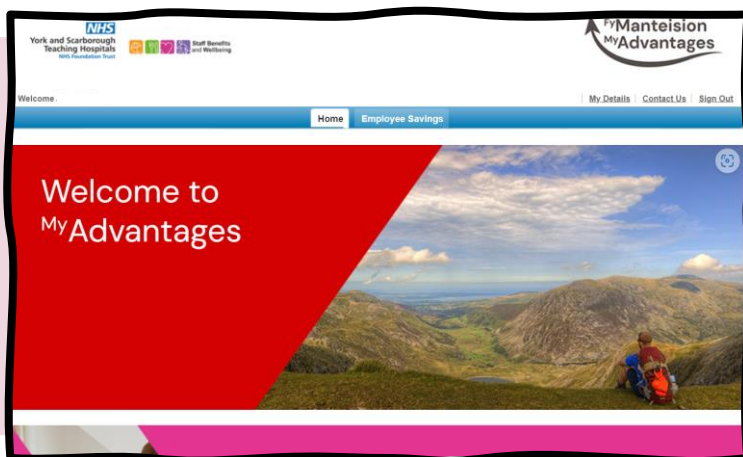 NHS
York and Scarborough
Teaching Hospitals
NHS Foundation Trust
Staff Benefits
and Wellbeing
FyManteision
MyAdvantages
Welcome.
My Details
Contact Us
Sign Out
Home
Employee Savings
Welcome to
MyAdvantages